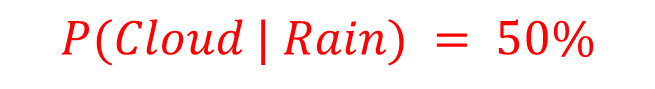 P(Cloud | Rain) = 50%